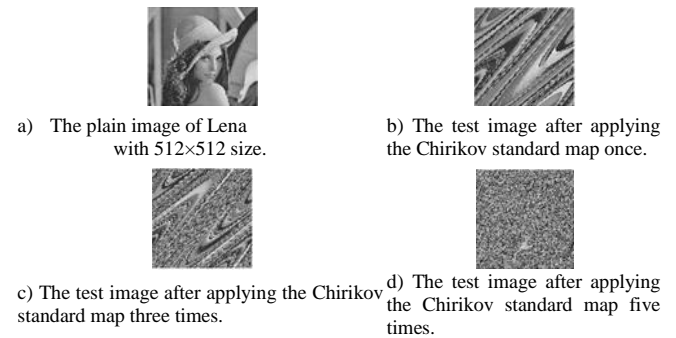 a) The plain image of Lena
with 512×512 size.
b) The test image after applying
the Chirikov standard map once.
c) The test image after applying the Chirikov
standard map three times.
d) The test image after applying
the Chirikov standard map five
times.